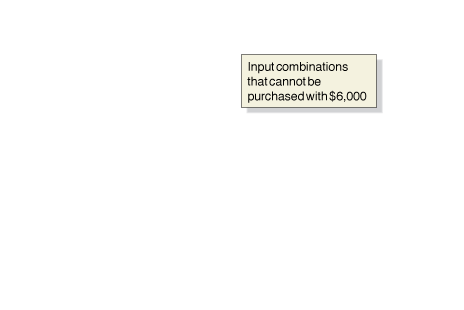 Input combinations
that cannot be
purchased with $6,000